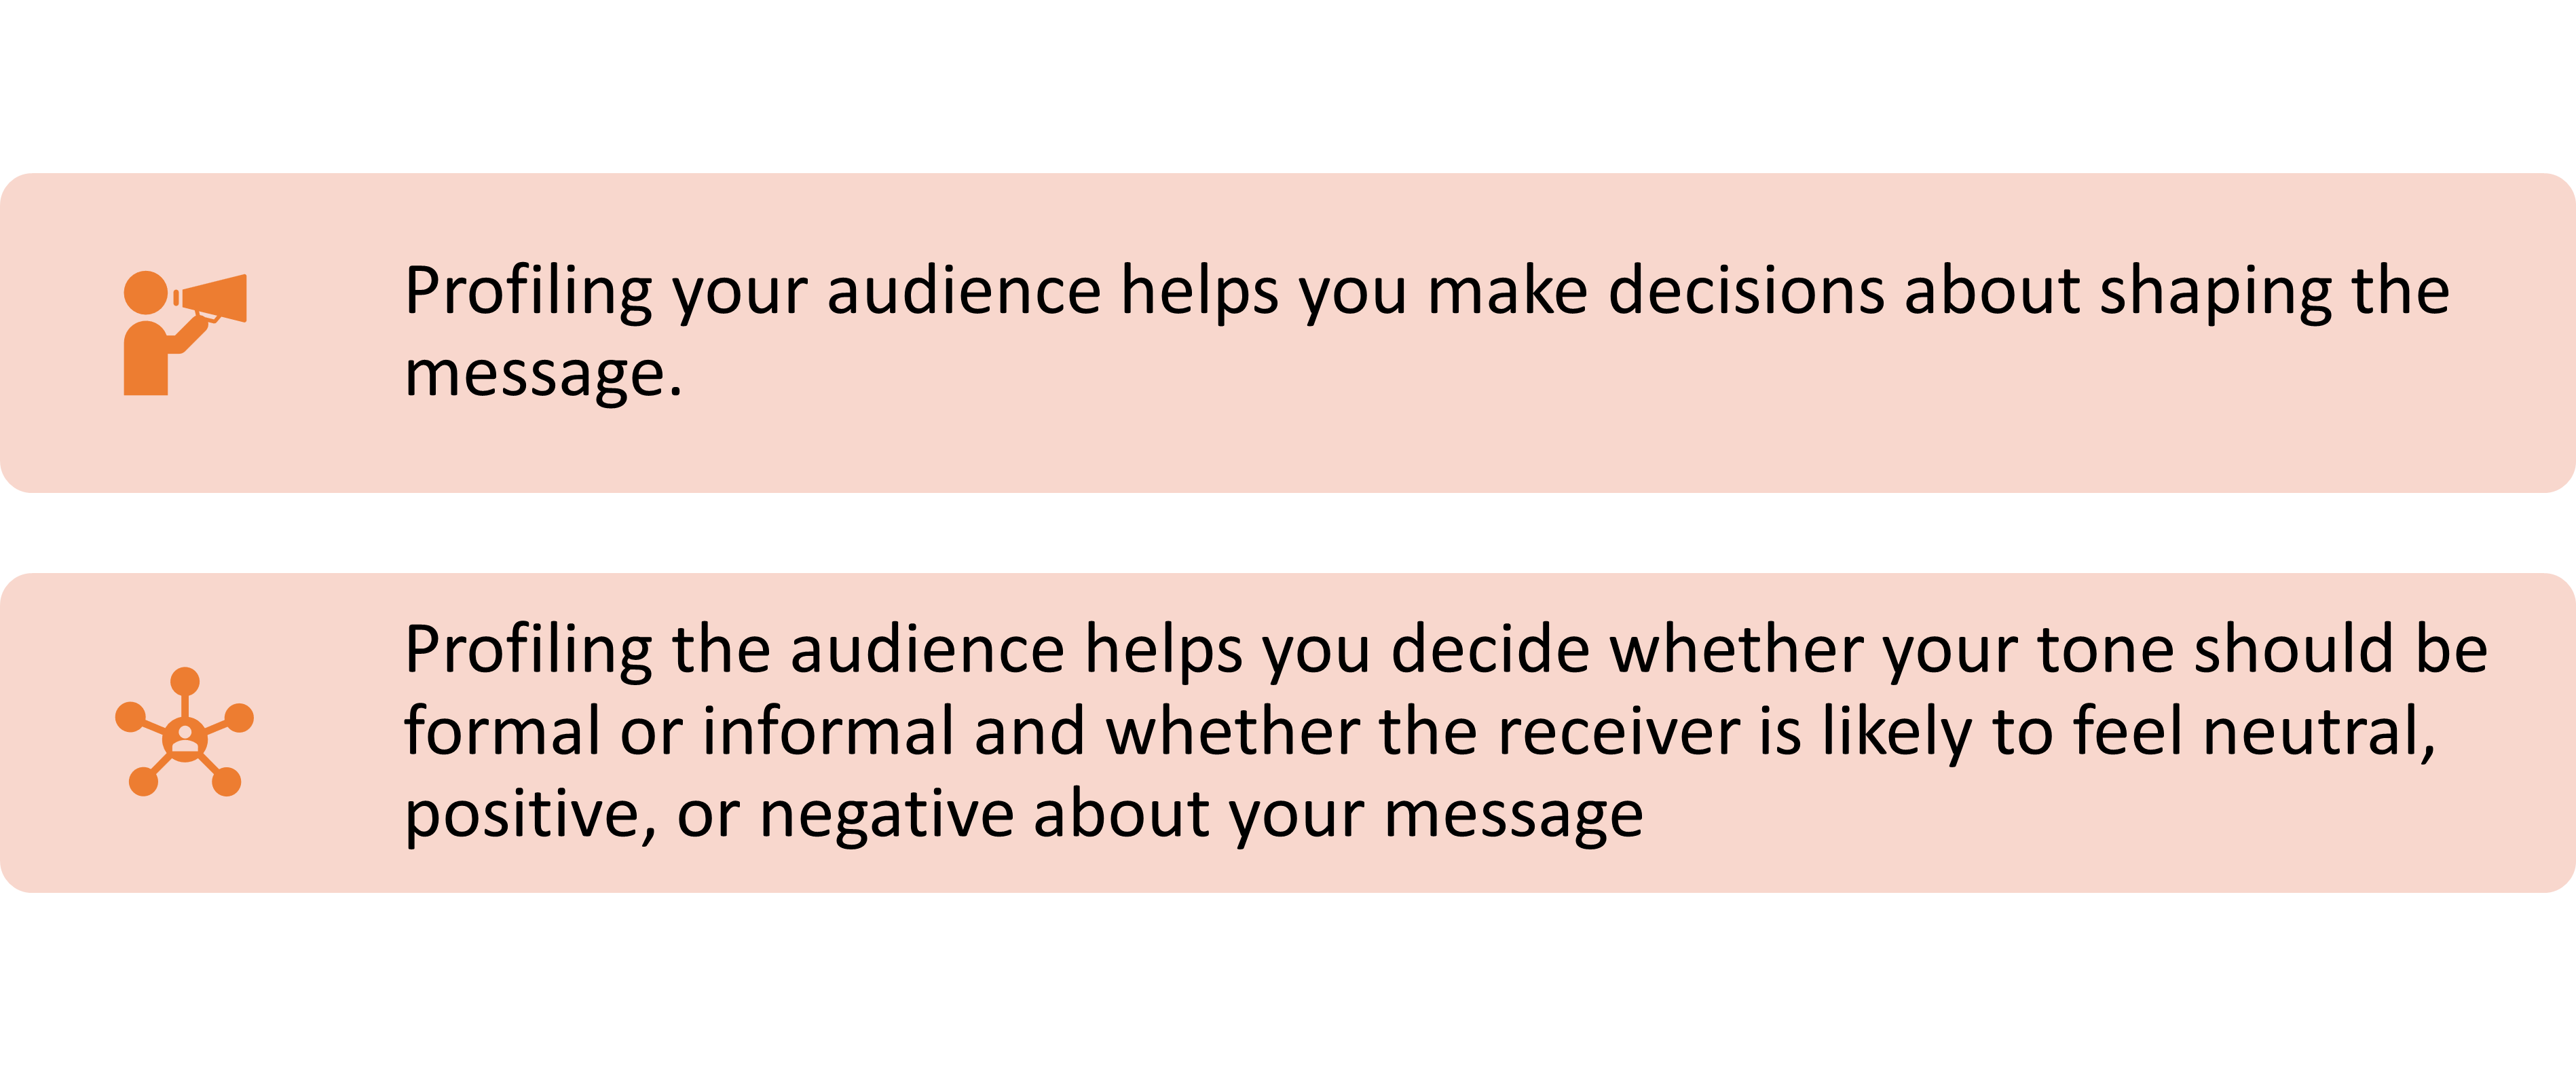 Profiling your audience helps you make decisions about shaping the
message.
Profiling the audience helps you decide whether your tone should be
formal or informal and whether the receiver is likely to feel neutral,
positive, or negative about your message